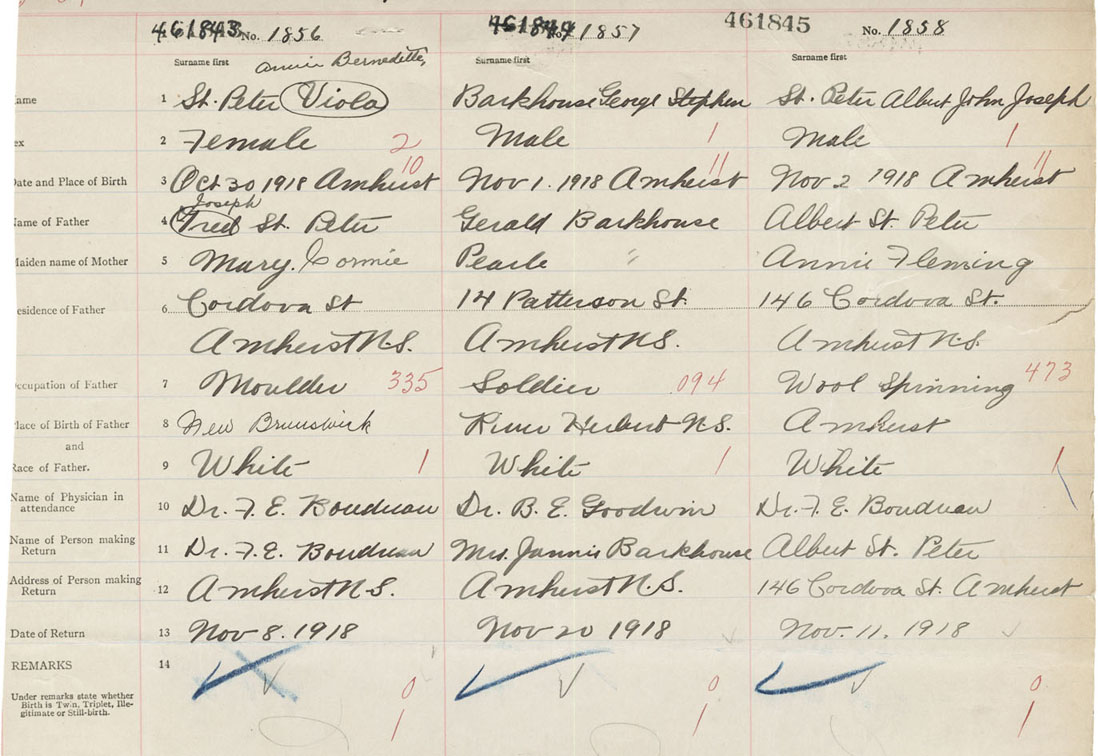 461843 No. 1856 461844 No. 1857 461845 No. 1858
Surname first Annie Bernedette, Surname first Surname first
ame 1 St. Peter Viola Barkhouse George Stephen St. Peter Albert John Joseph
ex 2 Female 2 Male 1 Male 1
Date and Place of Birth 3 Oct 30 1918 Amherst 10 Nov 1. 1918 Amherst 11 Nov 2 1918 Amherst 11
Joseph
Name of Father 4 Fred St. Peter Gerald Barkhouse Albert St. Peter
Maiden name of Mother 5 Mary. Cormie Pearle " Annie Fleming
esidence of Father 6 Cordova St 14 Patterson St. 146 Cordova St.
Amherst N.S. Amherst N.S. Amherst N.S.
Occupation of Father 7 Moulder 335 Soldier 094 Wool Spinning 473
Place of Birth of Father 8 New Brunswick River Hebert N.S. Amherst
and
Race of Father. 9 White 1 White 1 White 1
Name of Physician in
attendance 10 Dr. F. E. Boudreau Dr. B. E. Goodwin Dr. F. E. Boudreau
Name of Person making
Return 11 Dr. F. E. Boudreau Mrs. Barkhouse Albert St. Peter
Address of Person making
Return 12 Amherst N.S. Amherst N.S. 146 Cordova St. Amherst
Date of Return 13 Nov 8. 1918 Nov 20 1918 Nov. 11. 1918
REMARKS 14
Under remarks state whether 0 0 0
Birth is Twin, Triplet, Ille-
gitimate or Still-birth. 1 1 1